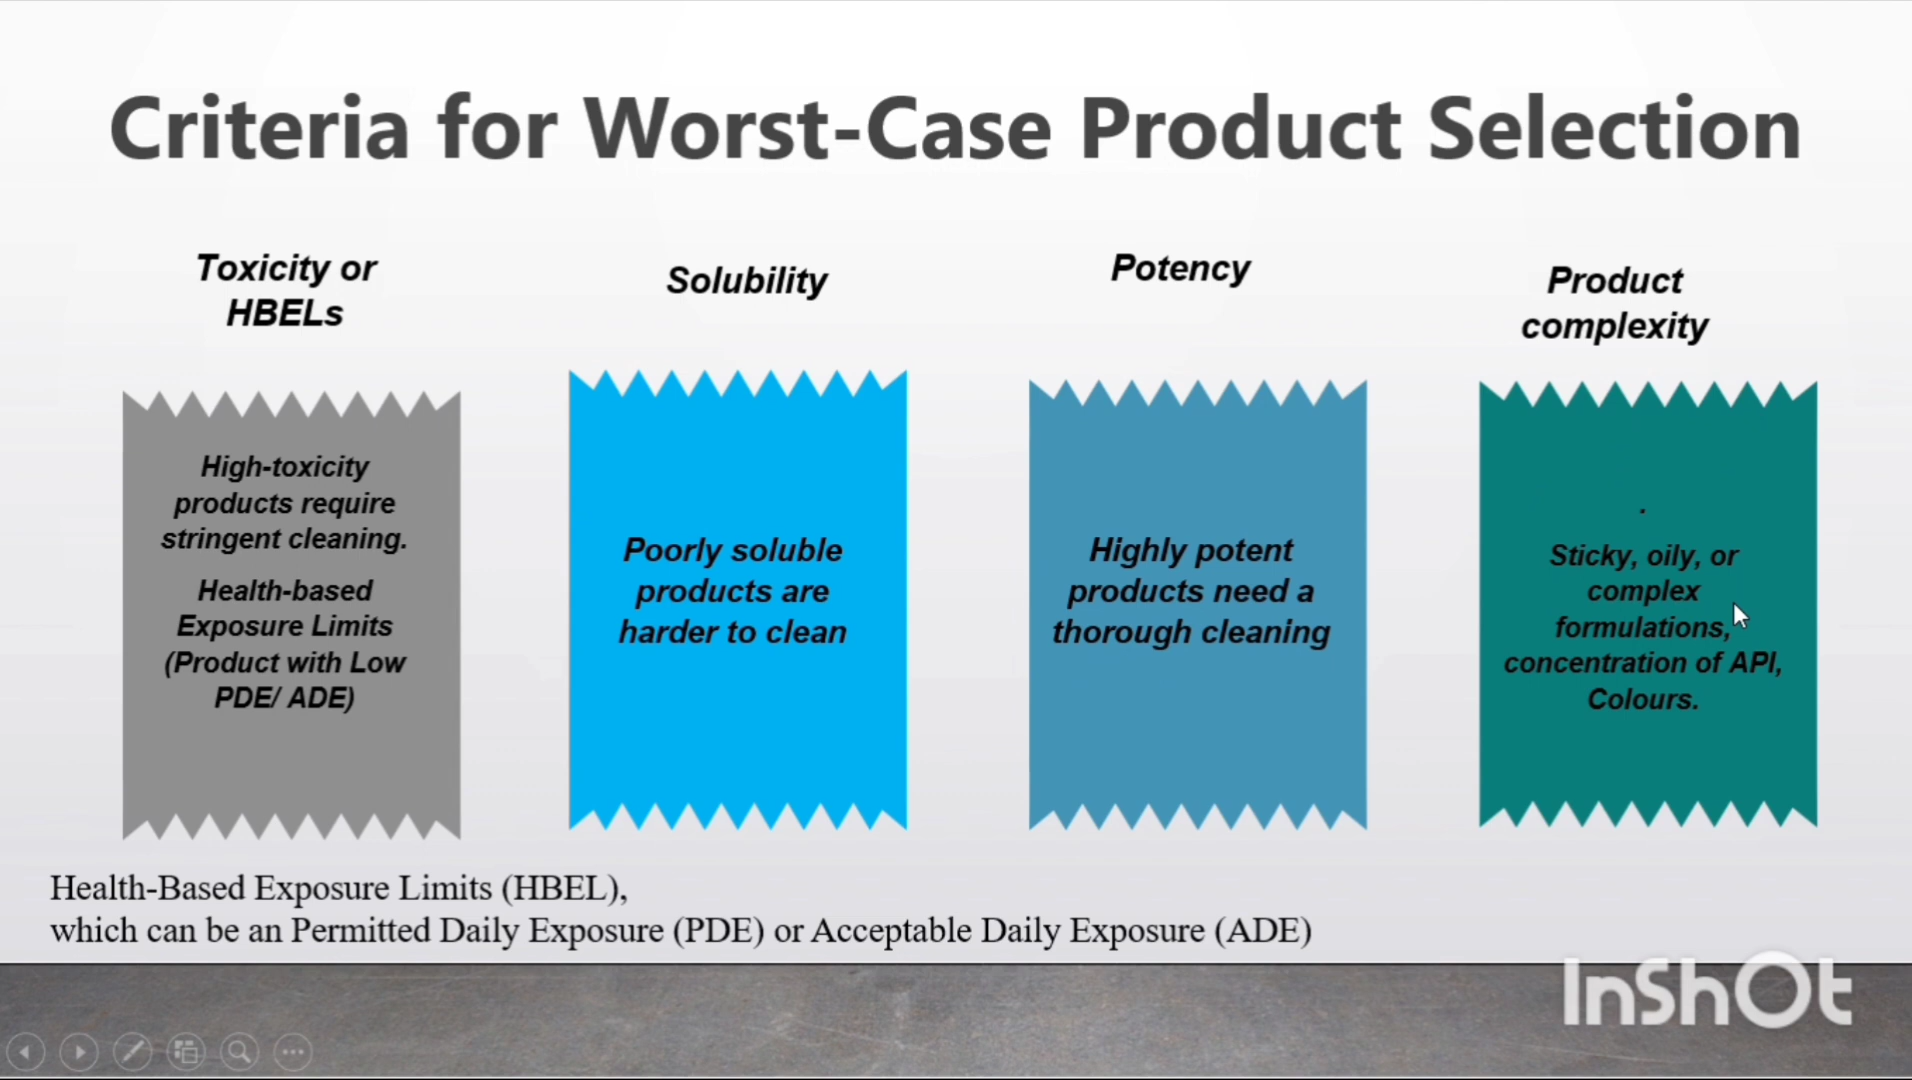 Criteria for Worst-Case Product Selection
Toxicity or
HBELs
High-toxicity
products require
stringent cleaning.
Health-based
Exposure Limits
(Product with Low
PDE/ ADE)
Solubility
Poorly soluble
products are
harder to clean
Potency
Highly potent
products need a
thorough cleaning
Product
complexity
.
Sticky, oily, or
complex
formulations,
concentration of API,
Colours.
Health-Based Exposure Limits (HBEL),
which can be an Permitted Daily Exposure (PDE) or Acceptable Daily Exposure (ADE)
InShOt